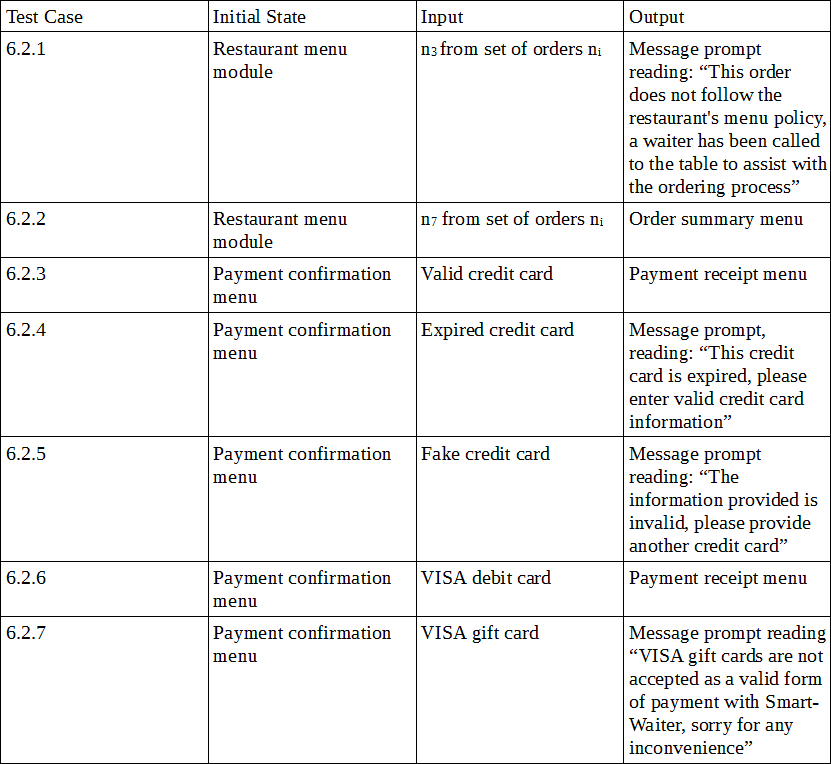 Test Case Initial State Input Output
6.2.1 Restaurant menu n3 from set of orders ni Message prompt
module reading: “This order
does not follow the
restaurant's menu policy,
a waiter has been called
to the table to assist with
the ordering process”
6.2.2 Restaurant menu n7 from set of orders ni Order summary menu
module
6.2.3 Payment confirmation Valid credit card Payment receipt menu
menu
6.2.4 Payment confirmation Expired credit card Message prompt,
menu reading: “This credit
card is expired, please
enter valid credit card
information”
6.2.5 Payment confirmation Fake credit card Message prompt
menu reading: “The
information provided is
invalid, please provide
another credit card”
6.2.6 Payment confirmation VISA debit card Payment receipt menu
menu
6.2.7 Payment confirmation VISA gift card Message prompt reading
menu “VISA gift cards are not
accepted as a valid form
of payment with Smart-
Waiter, sorry for any
inconvenience”